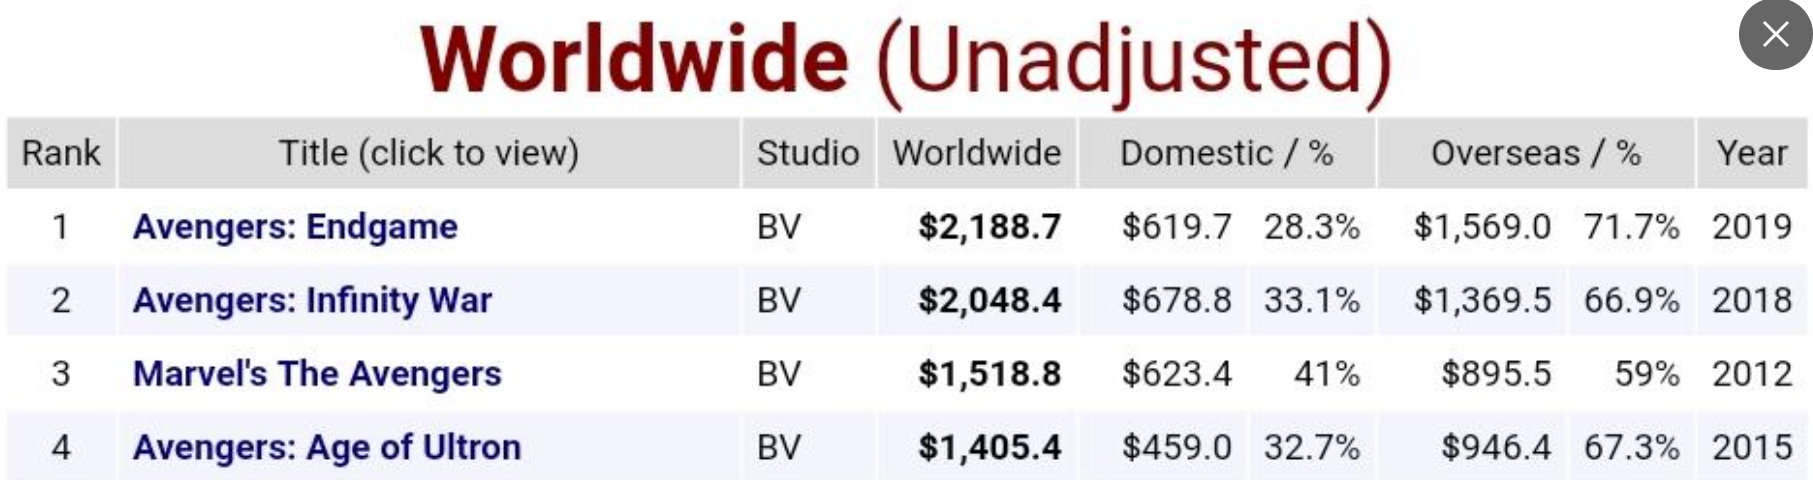 Worldwide (Unadjusted)
Rank Title (click to view) Studio Worldwide Domestic / % Overseas / % Year
1 Avengers: Endgame BV $2,188.7 $619.7 28.3% $1,569.0 71.7% 2019
2 Avengers: Infinity War BV $2,048.4 $678.8 33.1% $1,369.5 66.9% 2018
3 Marvel's The Avengers BV $1,518.8 $623.4 41% $895.5 59% 2012
4 Avengers: Age of Ultron BV $1,405.4 $459.0 32.7% $946.4 67.3% 2015